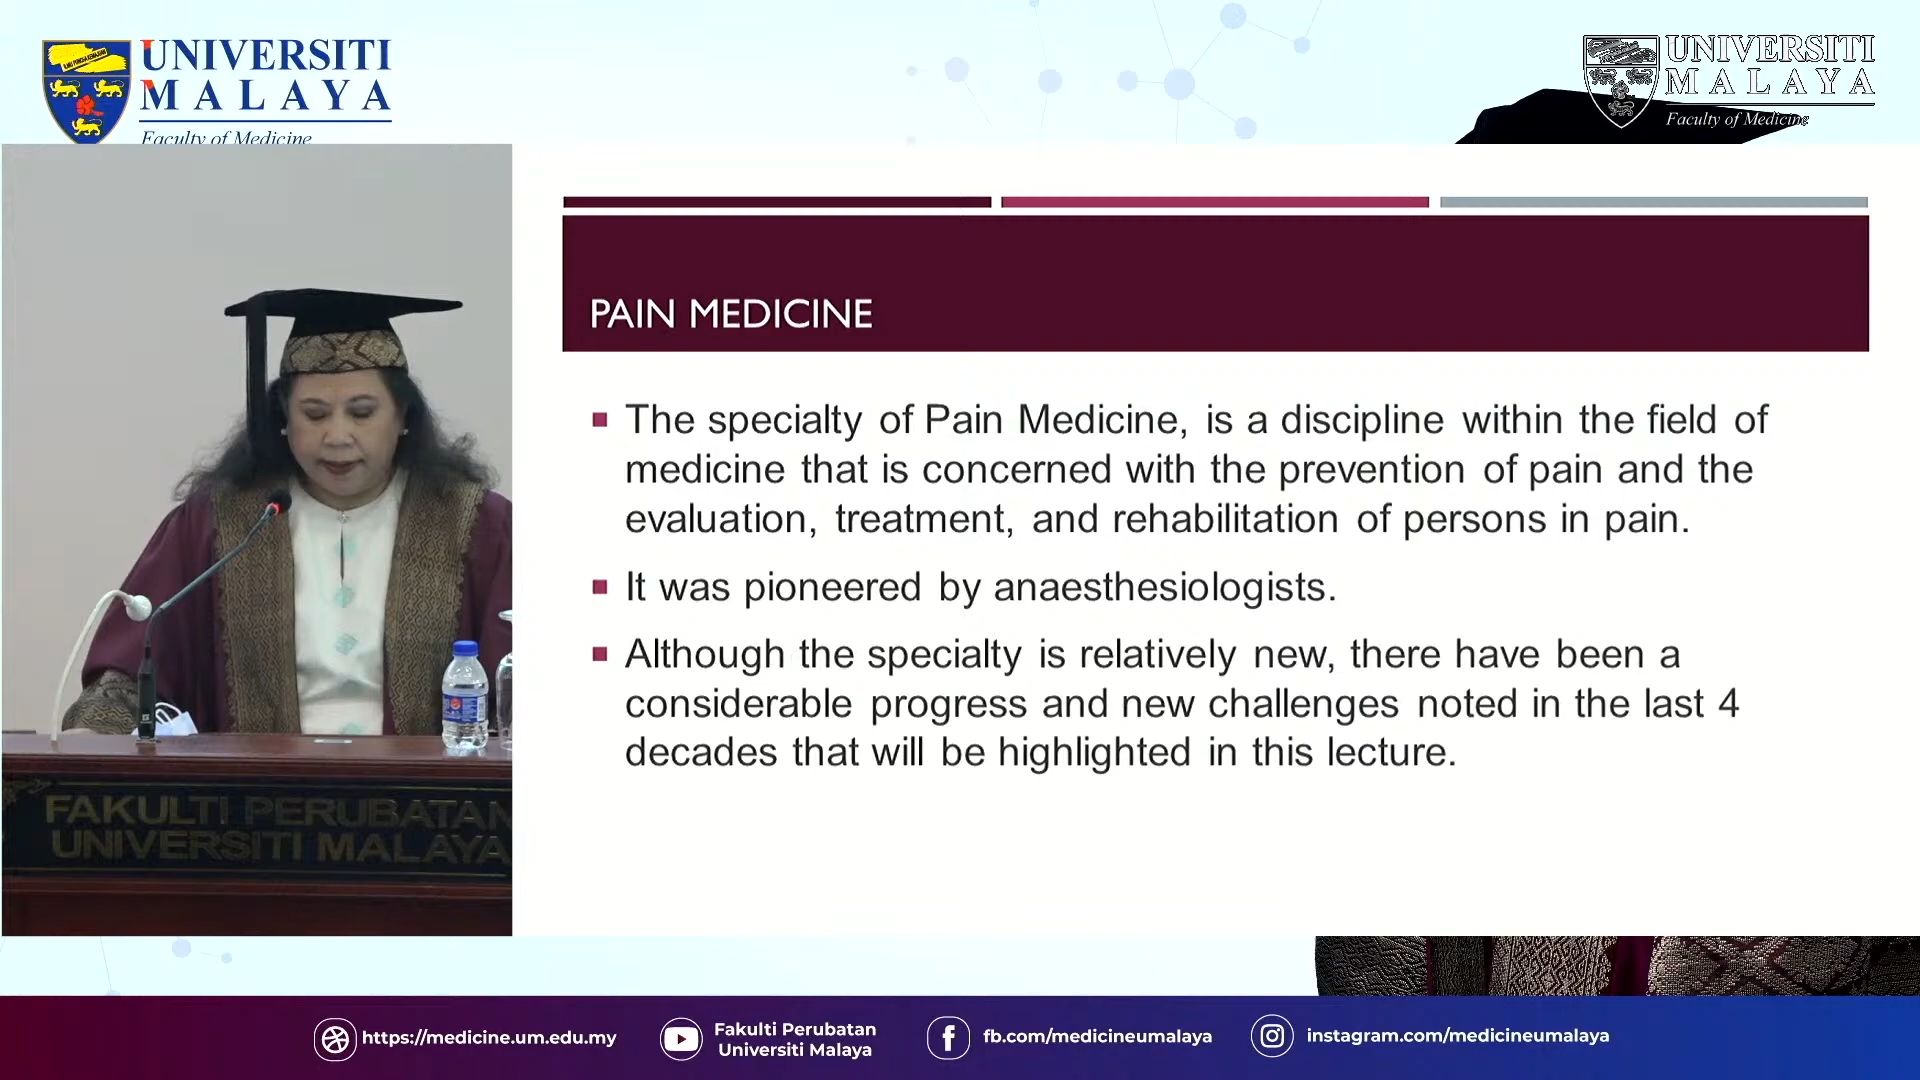 UNIVERSITI
MALAYA
Faculty of Medicine
UNIVERSITI
MALAYA
Faculty of Medicine
PAIN MEDICINE
The specialty of Pain Medicine, is a discipline within the field of
medicine that is concerned with the prevention of pain and the
evaluation, treatment, and rehabilitation of persons in pain.
It was pioneered by anaesthesiologists.
Although the specialty is relatively new, there have been a
considerable progress and new challenges noted in the last 4
decades that will be highlighted in this lecture.
FAKULTI PERUBATAN
UNIVERSITI MALAYA
https://medicine.um.edu.my
Fakulti Perubatan
Universiti Malaya
fb.com/medicineumalaya
instagram.com/medicineumalaya